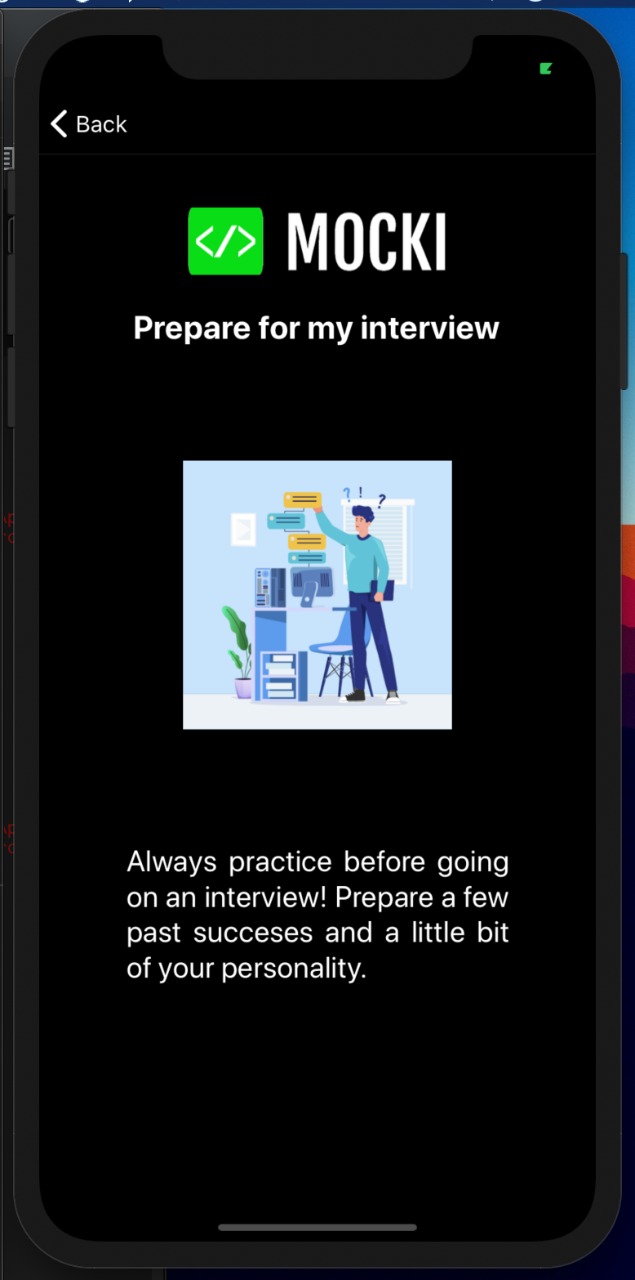 Back
</> MOCKI
Prepare for my interview
? ! ?
Always practice before going
on an interview! Prepare a few
past succeses and a little bit
of your personality.